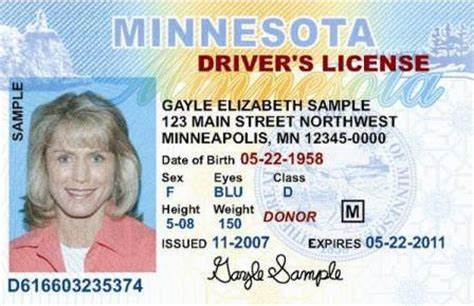 MINNESOTA
DRIVER'S LICENSE
SAMPLE
GAYLE ELIZABETH SAMPLE
123 MAIN STREET NORTHWEST
MINNEAPOLIS, MN 12345-0000
Date of Birth 05-22-1958
Sex Eyes Class
F BLU D
Height Weight
5-08 150 DONOR M
ISSUED 11-2007 EXPIRES 05-22-2011
Gayle Sample
D616603235374